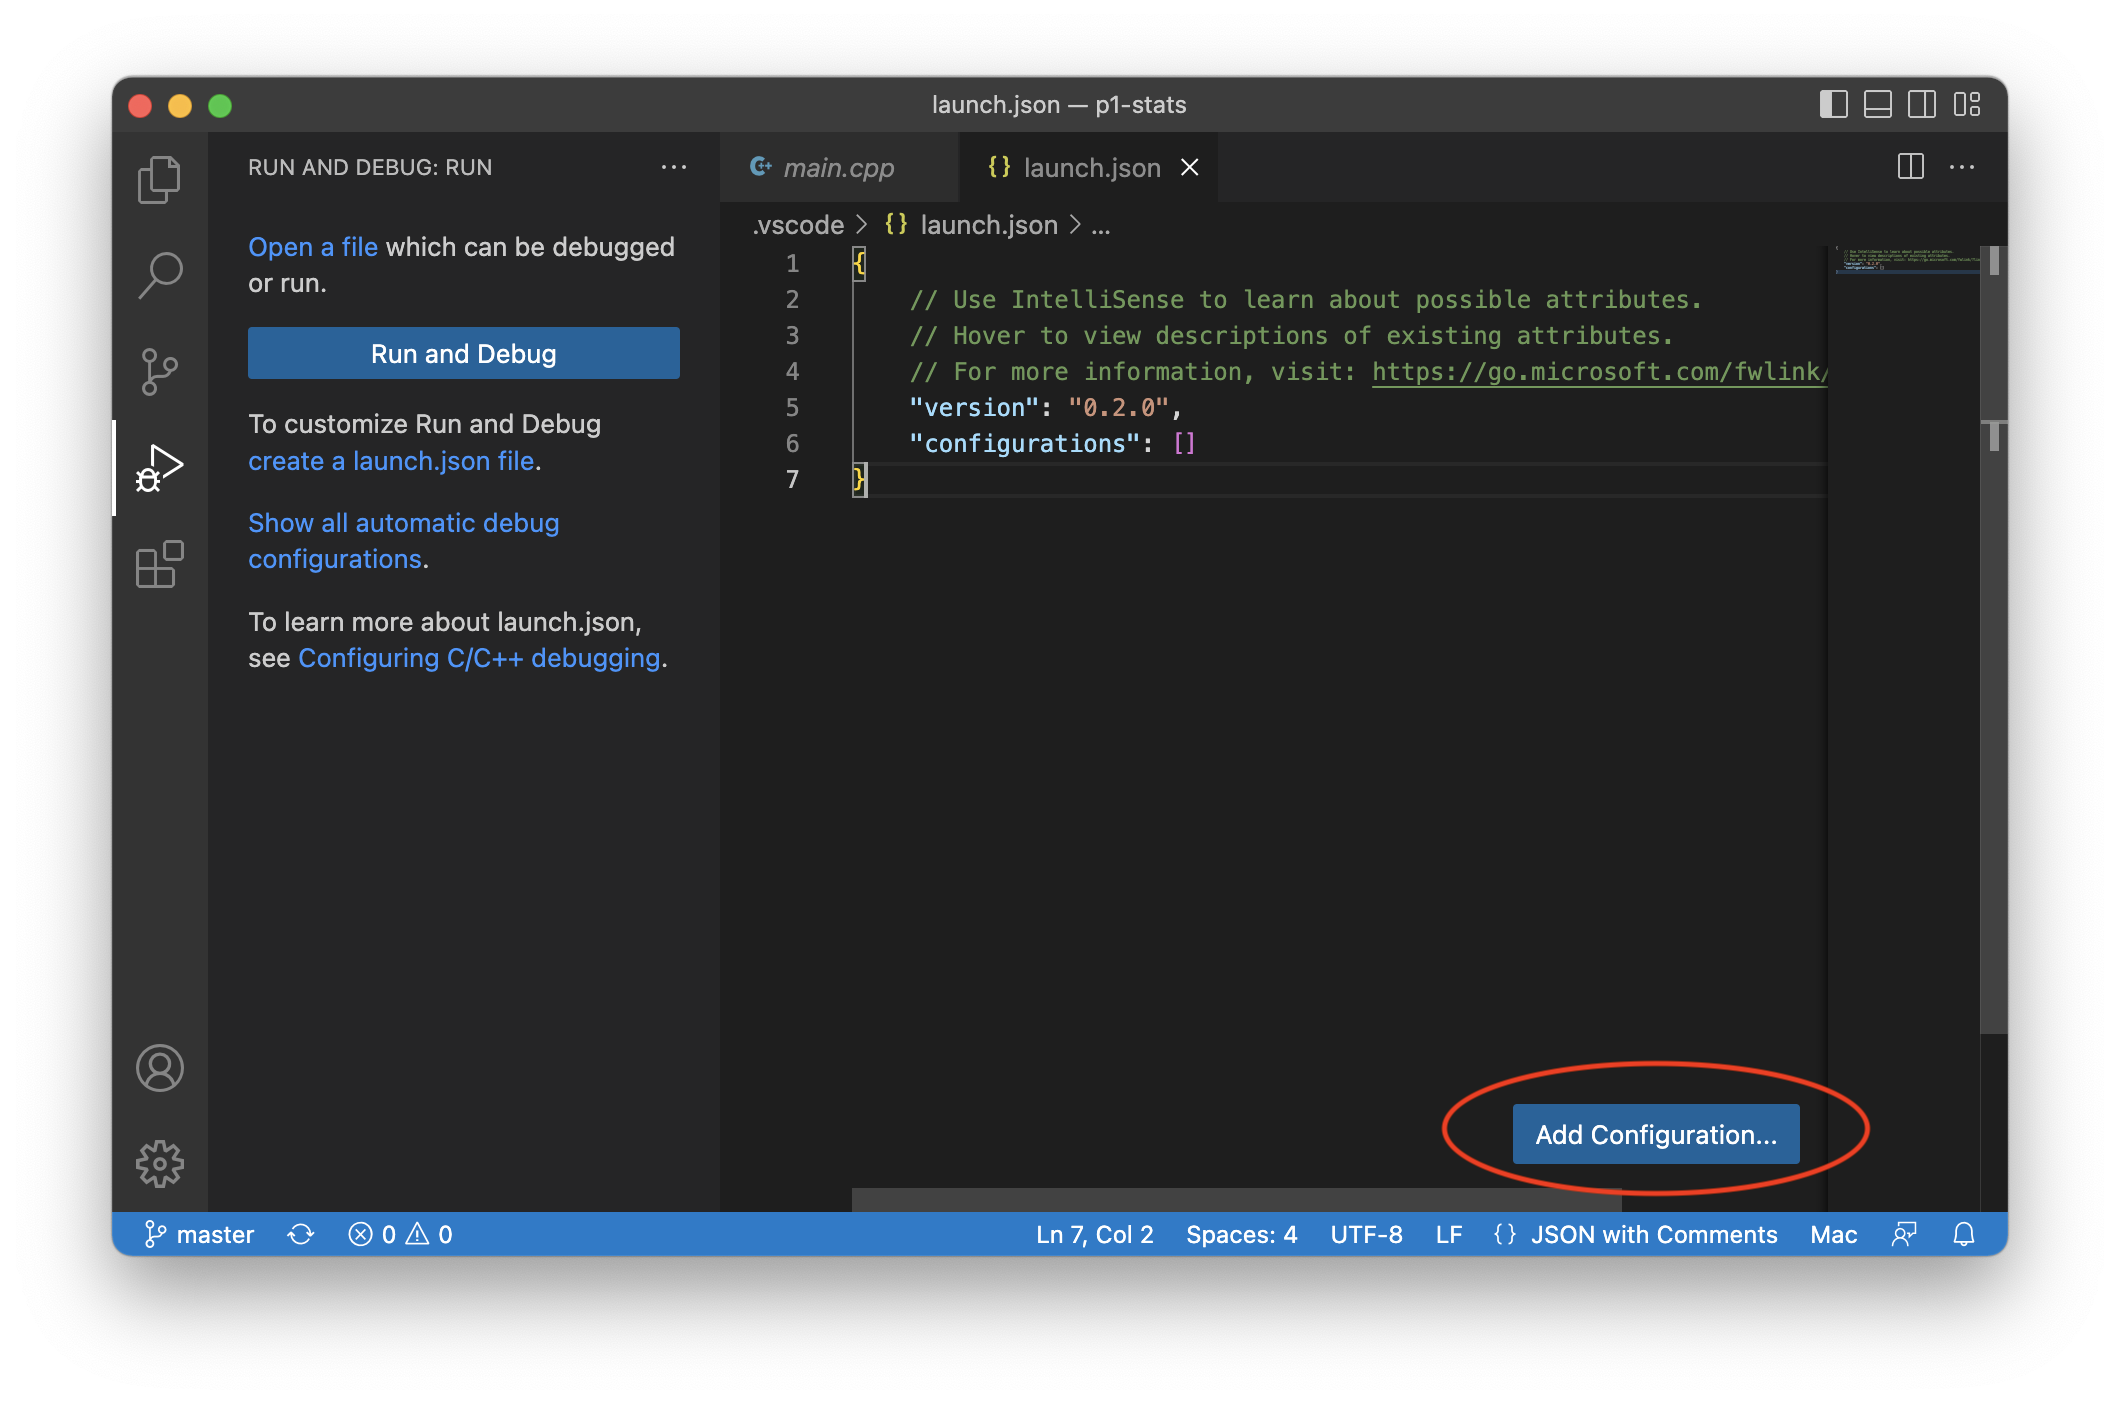 launch.json — p1-stats
RUN AND DEBUG: RUN
Open a file which can be debugged
or run.
Run and Debug
To customize Run and Debug
create a launch.json file.
Show all automatic debug
configurations.
To learn more about launch.json,
see Configuring C/C++ debugging.
main.cpp
{} launch.json
.vscode > {} launch.json > ...
1 {
2 // Use IntelliSense to learn about possible attributes.
3 // Hover to view descriptions of existing attributes.
4 // For more information, visit: https://go.microsoft.com/fwlink/
5 "version": "0.2.0",
6 "configurations": []
7 }
Add Configuration...
master 0 0 Ln 7, Col 2 Spaces: 4 UTF-8 LF {} JSON with Comments Mac